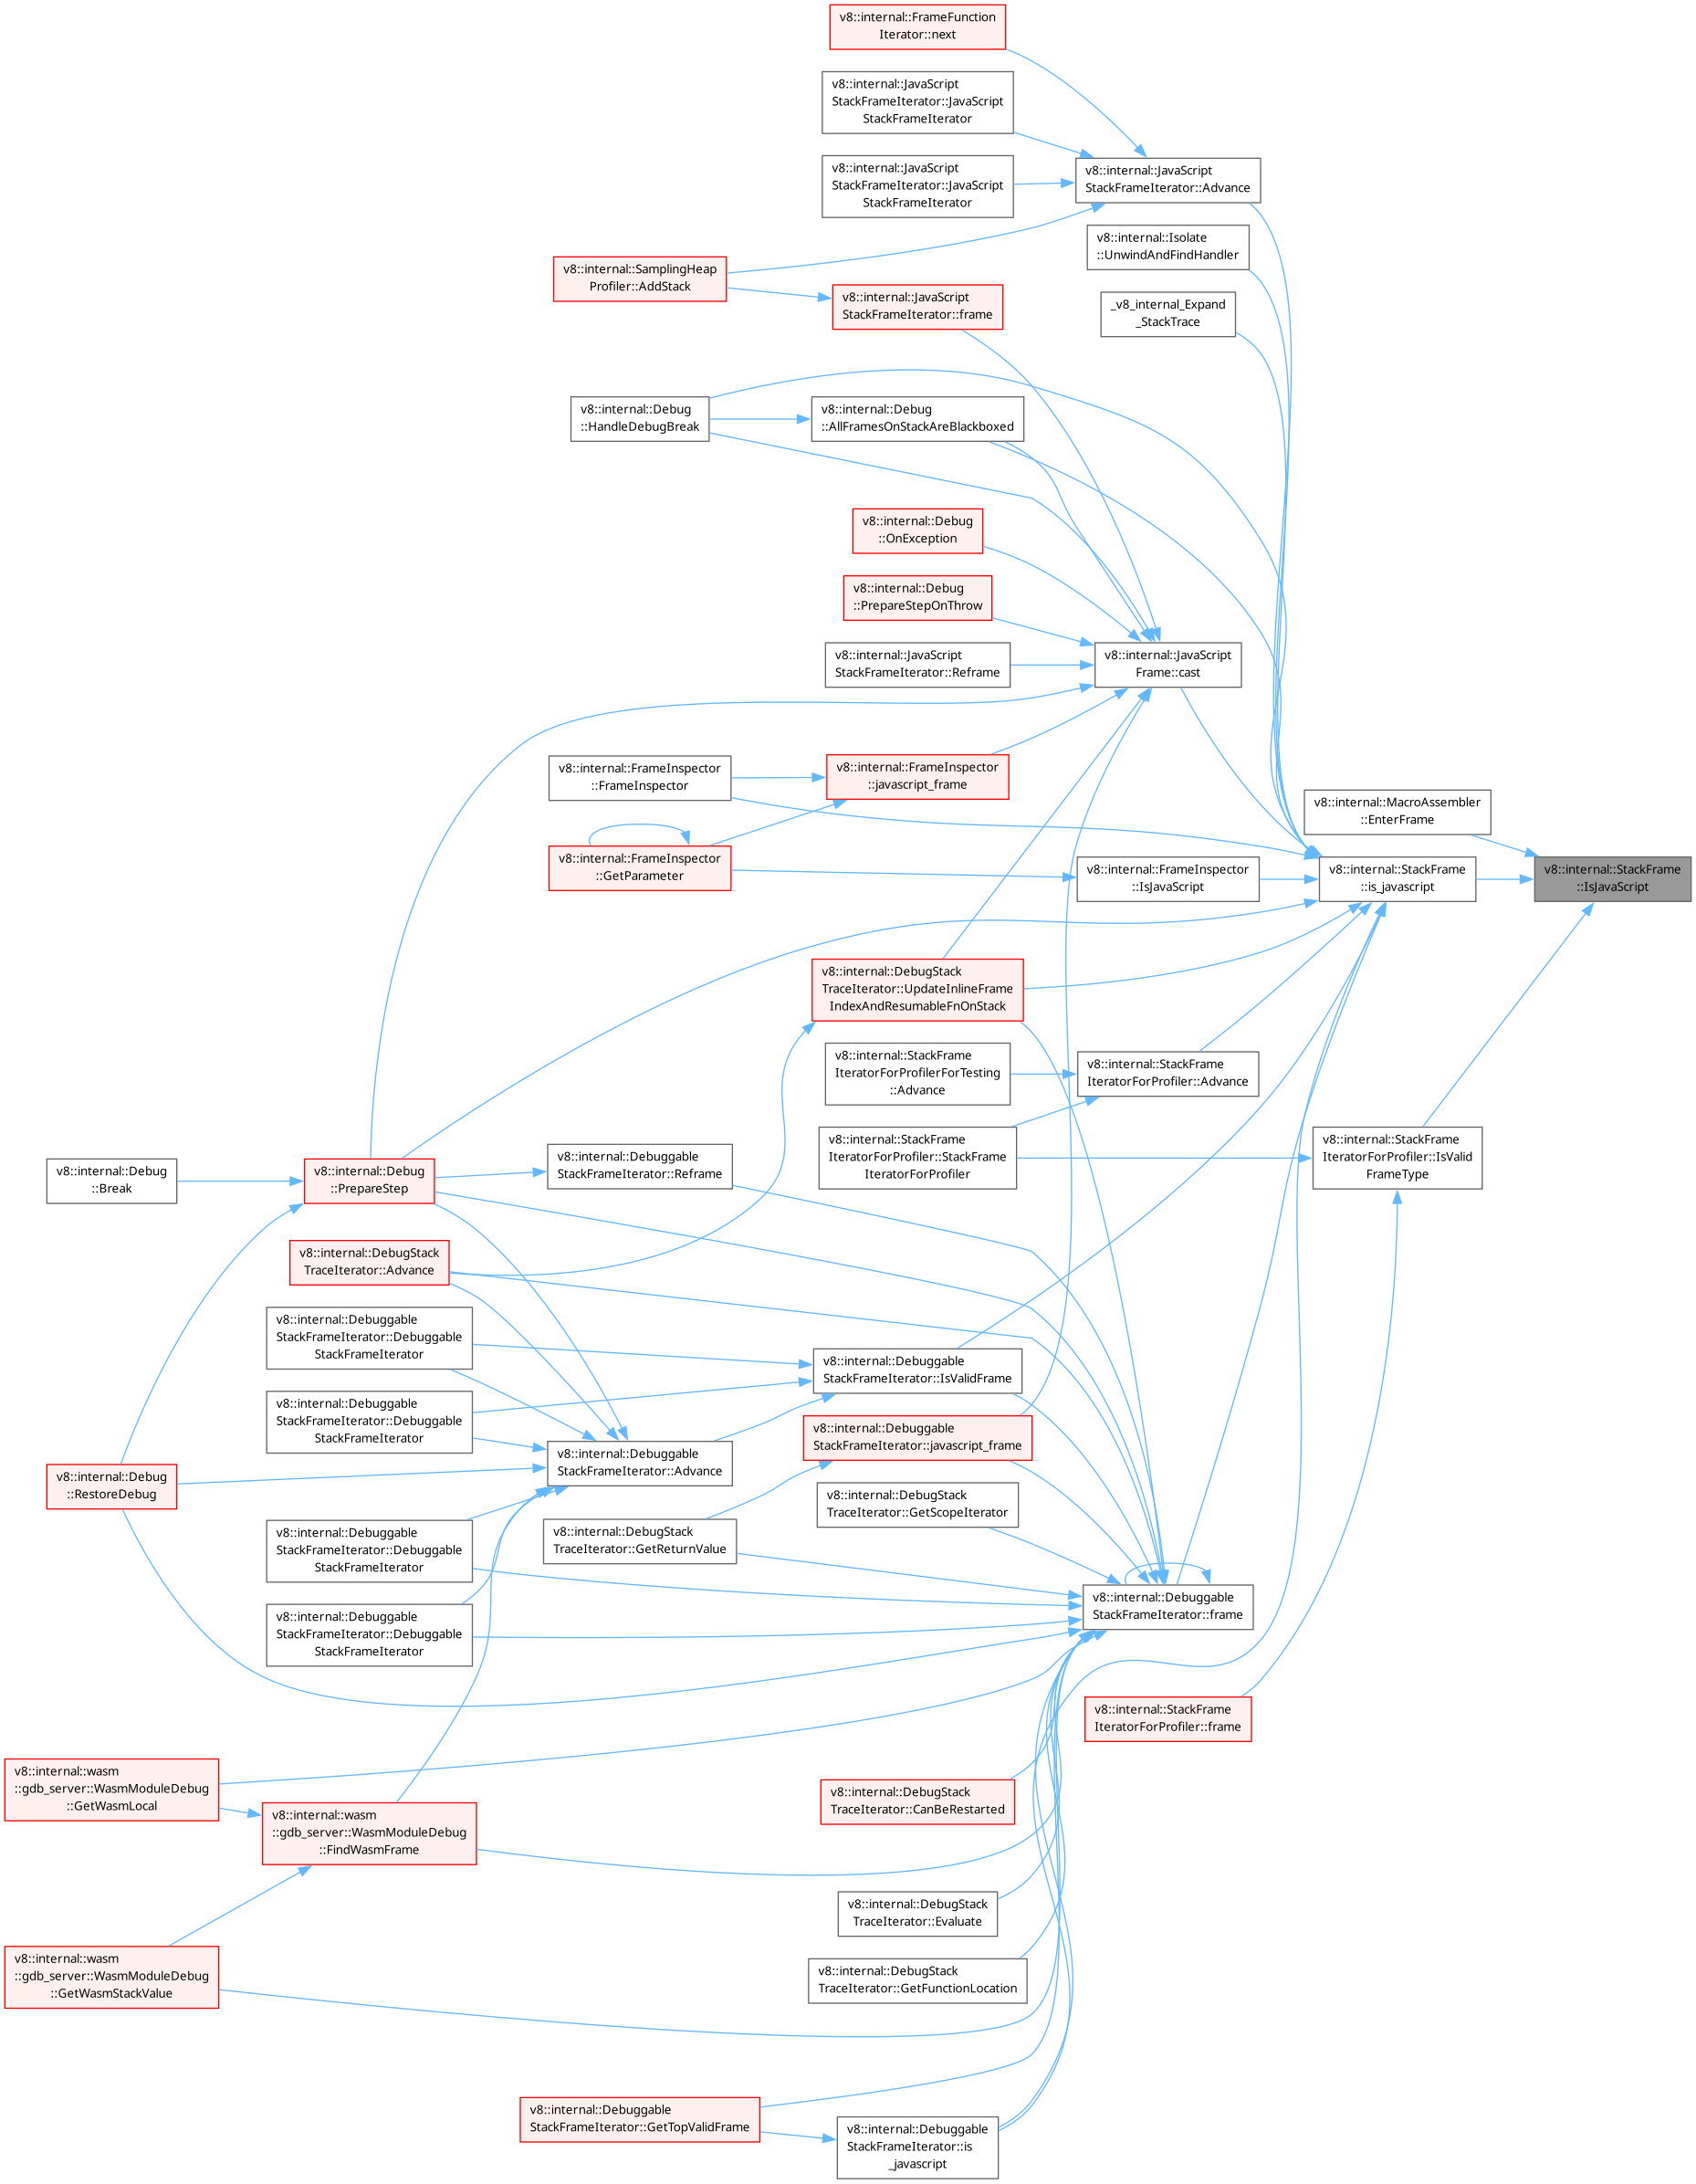 v8::internal::FrameFunction
Iterator::next
v8::internal::JavaScript
StackFrameIterator::JavaScript
StackFrameIterator
v8::internal::JavaScript
StackFrameIterator::JavaScript
StackFrameIterator
v8::internal::JavaScript
StackFrameIterator::Advance
v8::internal::Isolate
::UnwindAndFindHandler
v8::internal::SamplingHeap
Profiler::AddStack
v8::internal::JavaScript
StackFrameIterator::frame
_v8_internal_Expand
_StackTrace
v8::internal::Debug
::HandleDebugBreak
v8::internal::Debug
::AllFramesOnStackAreBlackboxed
v8::internal::Debug
::OnException
v8::internal::Debug
::PrepareStepOnThrow
v8::internal::JavaScript
StackFrameIterator::Reframe
v8::internal::JavaScript
Frame::cast
v8::internal::FrameInspector
::FrameInspector
v8::internal::FrameInspector
::javascript_frame
v8::internal::MacroAssembler
::EnterFrame
v8::internal::FrameInspector
::GetParameter
v8::internal::FrameInspector
::IsJavaScript
v8::internal::StackFrame
::is_javascript
v8::internal::StackFrame
::IsJavaScript
v8::internal::DebugStack
TraceIterator::UpdateInlineFrame
IndexAndResumableFnOnStack
v8::internal::StackFrame
IteratorForProfilerForTesting
::Advance
v8::internal::StackFrame
IteratorForProfiler::Advance
v8::internal::StackFrame
IteratorForProfiler::StackFrame
IteratorForProfiler
v8::internal::StackFrame
IteratorForProfiler::IsValid
FrameType
v8::internal::Debug
::Break
v8::internal::Debug
::PrepareStep
v8::internal::Debuggable
StackFrameIterator::Reframe
v8::internal::DebugStack
TraceIterator::Advance
v8::internal::Debuggable
StackFrameIterator::Debuggable
StackFrameIterator
v8::internal::Debuggable
StackFrameIterator::IsValidFrame
v8::internal::Debuggable
StackFrameIterator::Debuggable
StackFrameIterator
v8::internal::Debuggable
StackFrameIterator::javascript_frame
v8::internal::Debuggable
StackFrameIterator::Advance
v8::internal::Debug
::RestoreDebug
v8::internal::DebugStack
TraceIterator::GetScopeIterator
v8::internal::Debuggable
StackFrameIterator::Debuggable
StackFrameIterator
v8::internal::DebugStack
TraceIterator::GetReturnValue
v8::internal::Debuggable
StackFrameIterator::frame
v8::internal::Debuggable
StackFrameIterator::Debuggable
StackFrameIterator
v8::internal::StackFrame
IteratorForProfiler::frame
v8::internal::wasm
::gdb_server::WasmModuleDebug
::GetWasmLocal
v8::internal::DebugStack
TraceIterator::CanBeRestarted
v8::internal::wasm
::gdb_server::WasmModuleDebug
::FindWasmFrame
v8::internal::DebugStack
TraceIterator::Evaluate
v8::internal::wasm
::gdb_server::WasmModuleDebug
::GetWasmStackValue
v8::internal::DebugStack
TraceIterator::GetFunctionLocation
v8::internal::Debuggable
StackFrameIterator::GetTopValidFrame
v8::internal::Debuggable
StackFrameIterator::is
_javascript